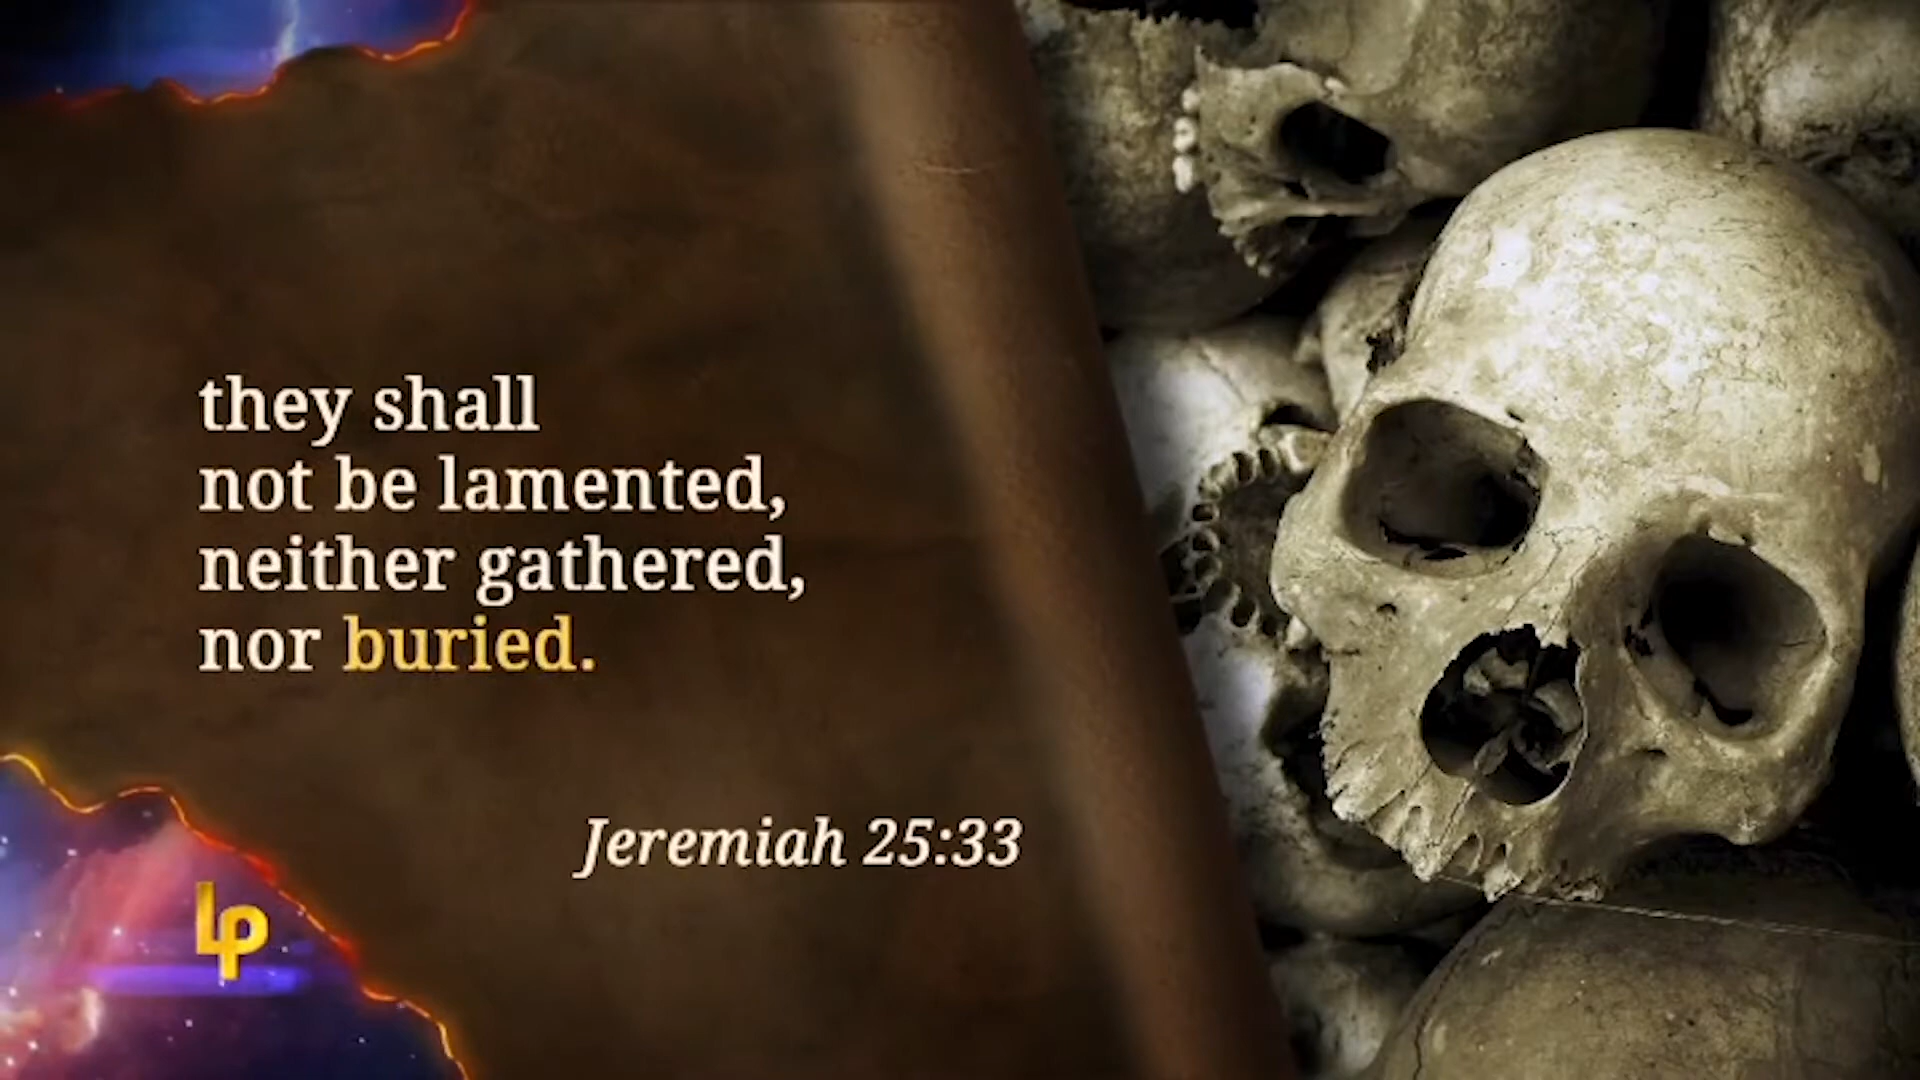 they shall
not be lamented,
neither gathered,
nor buried.
Jeremiah 25:33
LP